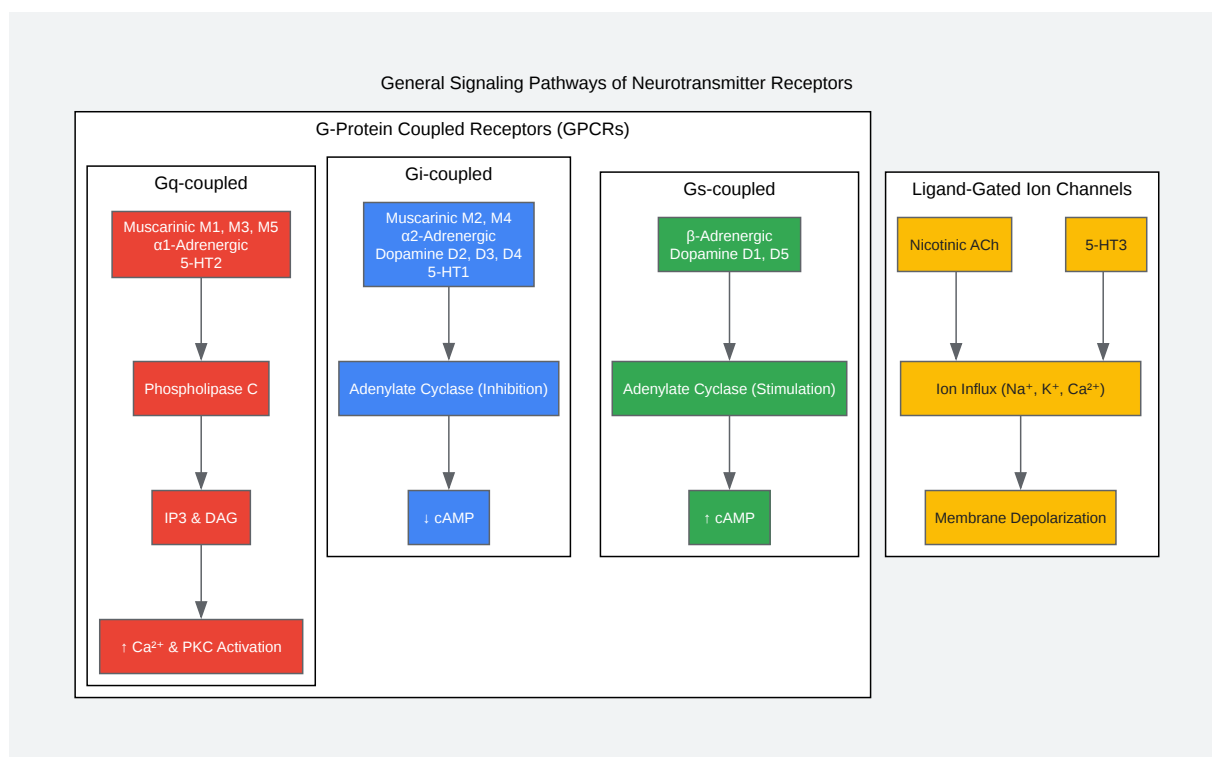 General Signaling Pathways of Neurotransmitter Receptors
G-Protein Coupled Receptors (GPCRs)
Gq-coupled
Muscarinic M1, M3, M5
α1-Adrenergic
5-HT2
Phospholipase C
IP3 & DAG
↑ Ca²⁺ & PKC Activation
Gi-coupled
Muscarinic M2, M4
α2-Adrenergic
Dopamine D2, D3, D4
5-HT1
Adenylate Cyclase (Inhibition)
↓ cAMP
Gs-coupled
β-Adrenergic
Dopamine D1, D5
Adenylate Cyclase (Stimulation)
↑ cAMP
Ligand-Gated Ion Channels
Nicotinic ACh
5-HT3
Ion Influx (Na⁺, K⁺, Ca²⁺)
Membrane Depolarization